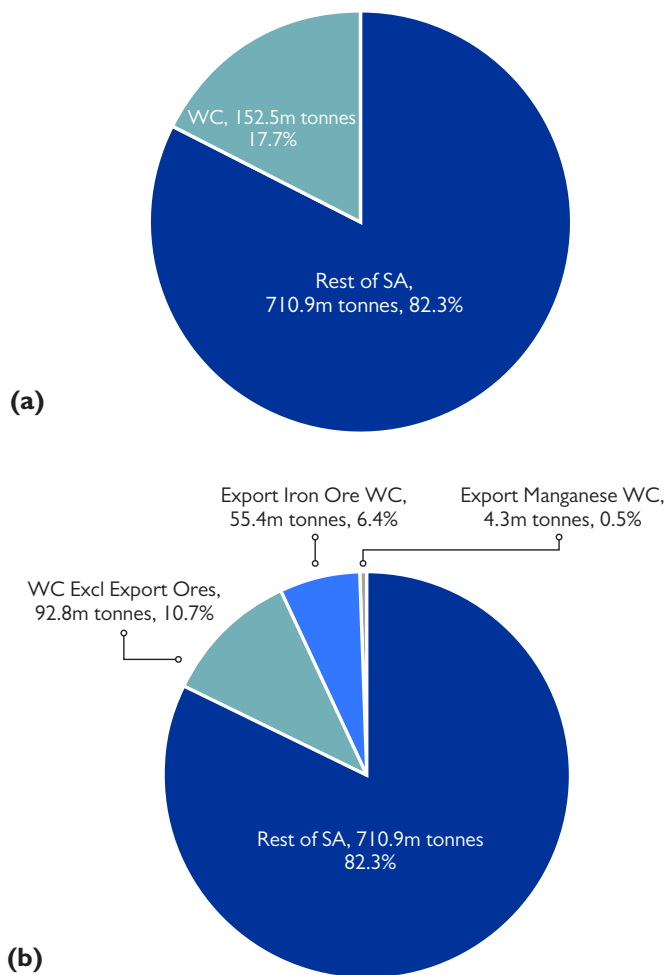 WC, 152.5m tonnes
17.7%
Rest of SA,
710.9m tonnes, 82.3%
(a)
Export Iron Ore WC,
55.4m tonnes, 6.4%
Export Manganese WC,
4.3m tonnes, 0.5%
WC Excl Export Ores,
92.8m tonnes, 10.7%
Rest of SA, 710.9m tonnes
82.3%
(b)